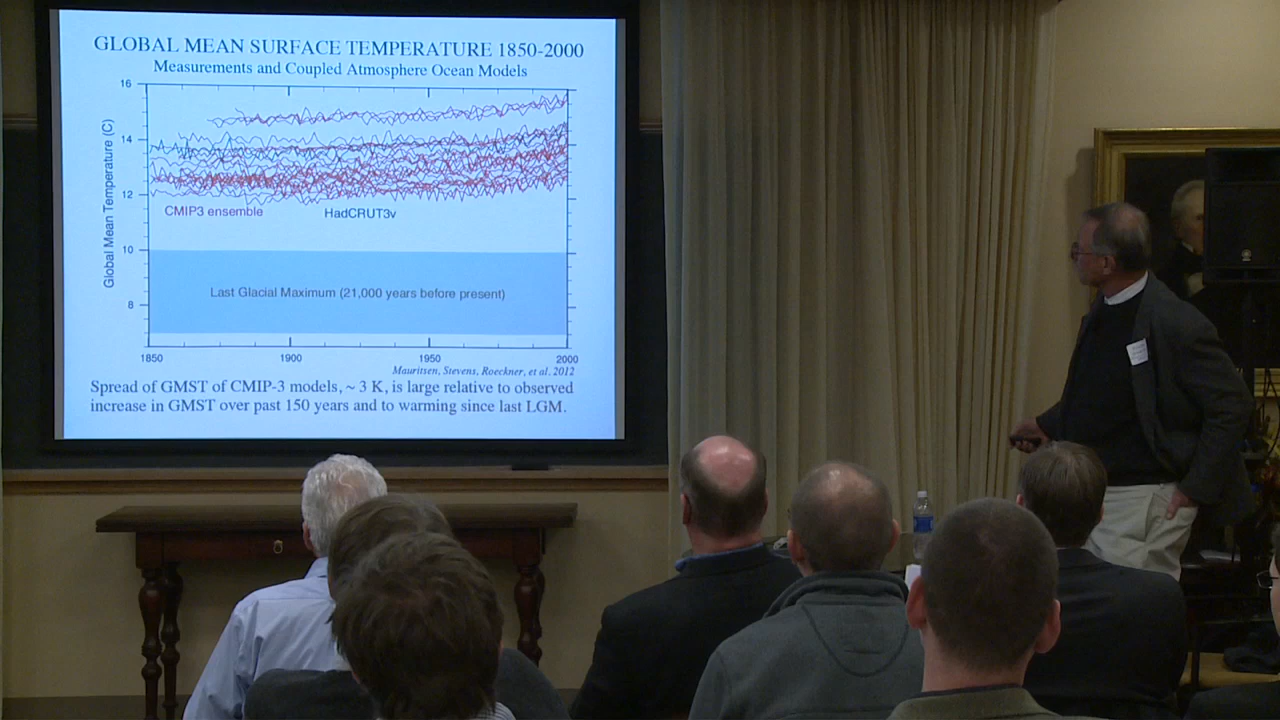 GLOBAL MEAN SURFACE TEMPERATURE 1850-2000
Measurements and Coupled Atmosphere Ocean Models
Global Mean Temperature (C)
16
14
12
10
8
CMIP3 ensemble
HadCRUT3v
Last Glacial Maximum (21,000 years before present)
1850
1900
1950
2000
Mauritsen, Stevens, Roeckner, et al. 2012
Spread of GMST of CMIP-3 models, ~ 3 K, is large relative to observed
increase in GMST over past 150 years and to warming since last LGM.